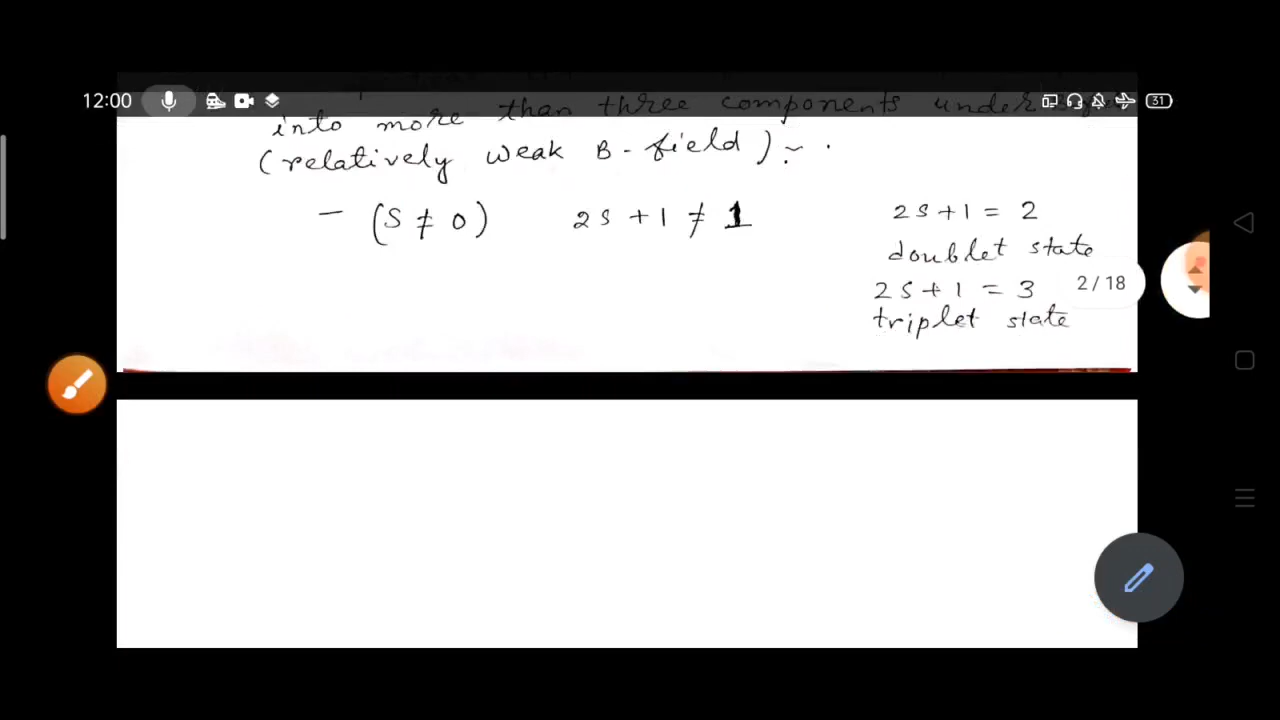 12:00
31
than three components under
into more
(relatively weak B-field) :- .
- (S ≠ 0) 2S+1 ≠ 1
2S+1 = 2
doublet state
2S+1 = 3
2/18
triplet state